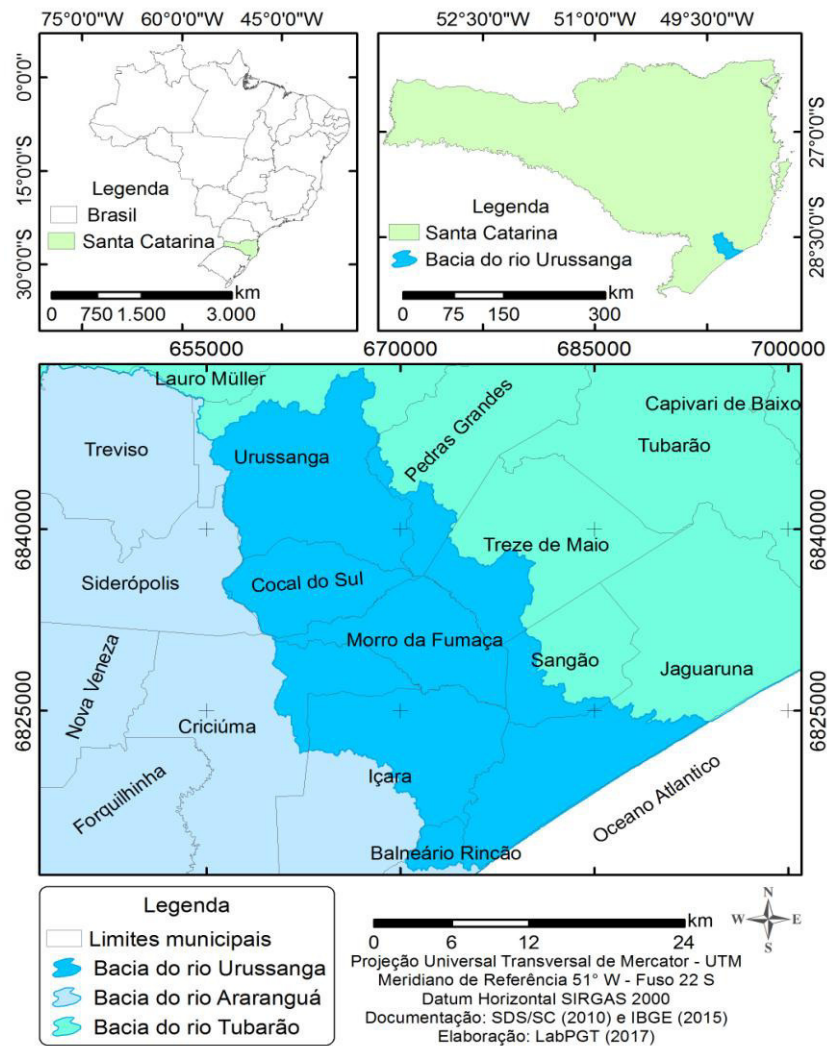 75°0'0"W 60°0'0"W 45°0'0"W
0°0'0"
15°0'0"S
30°0'0"S
Legenda
Brasil
Santa Catarina
km
0 750 1.500 3.000
52°30'0"W 51°0'0"W 49°30'0"W
27°0'0"S
28°30'0"S
Legenda
Santa Catarina
Bacia do rio Urussanga
km
0 75 150 300
655000 670000 685000 700000
6840000 6840000
6825000 6825000
Lauro Müller
Treviso
Urussanga
Pedras Grandes
Capivari de Baixo
Tubarão
Siderópolis
Cocal do Sul
Treze de Maio
Nova Veneza
Morro da Fumaça
Sangão
Jaguaruna
Criciúma
Forquilhinha
Içara
Balneário Rincão
Oceano Atlantico
Legenda
Limites municipais
Bacia do rio Urussanga
Bacia do rio Araranguá
Bacia do rio Tubarão
km
0 6 12 24
N
W E
S
Projeção Universal Transversal de Mercator - UTM
Meridiano de Referência 51° W - Fuso 22 S
Datum Horizontal SIRGAS 2000
Documentação: SDS/SC (2010) e IBGE (2015)
Elaboração: LabPGT (2017)